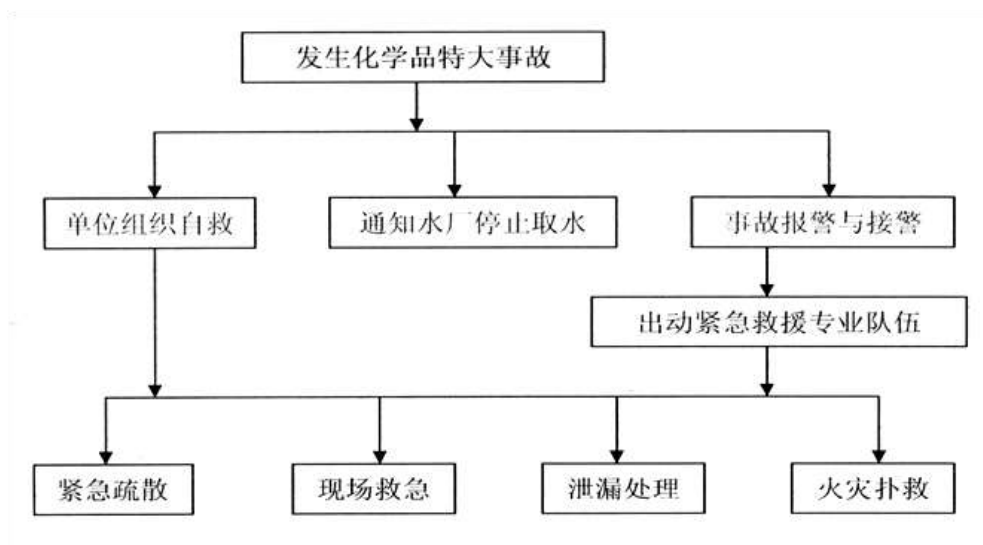 发生化学品特大事故
单位组织自救
通知水厂停止取水
事故报警与接警
出动紧急救援专业队伍
紧急疏散
现场救急
泄漏处理
火灾扑救